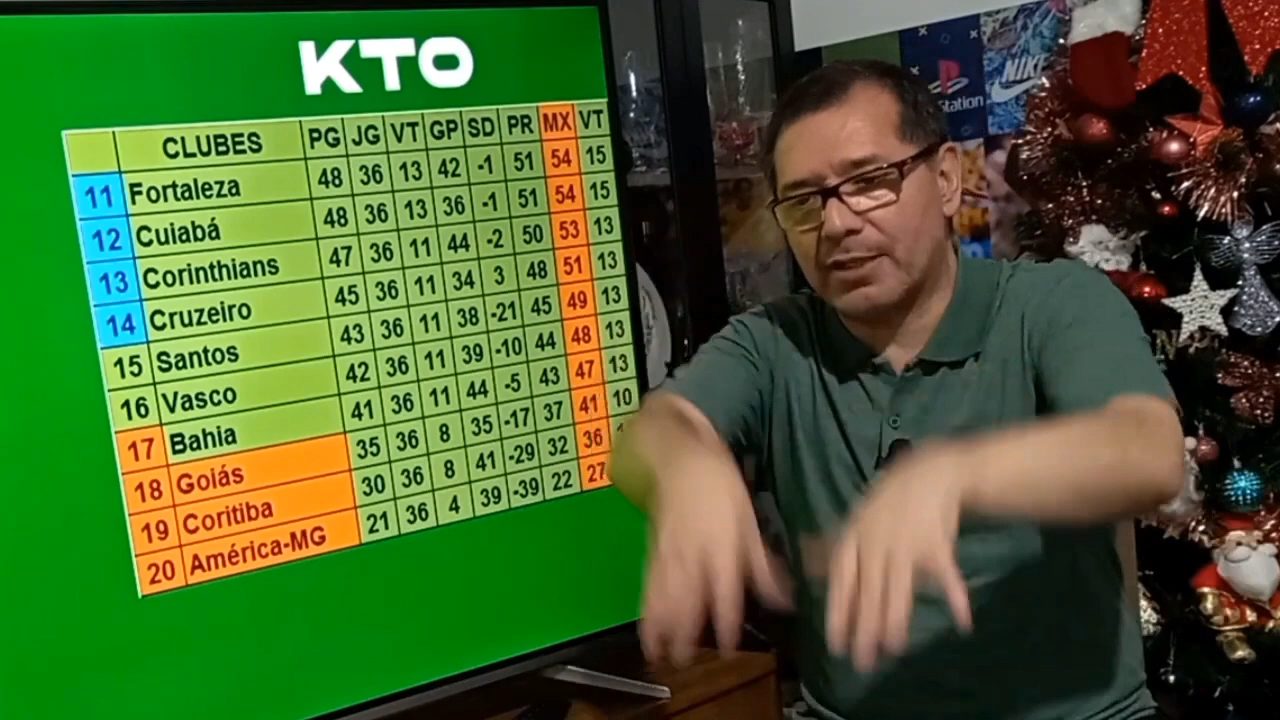 KTO
CLUBES PG JG VT GP SD PR MX VT
11 Fortaleza 48 36 13 42 -1 51 54 15
12 Cuiabá 48 36 13 36 -1 51 54 15
13 Corinthians 47 36 11 44 -2 50 53 13
14 Cruzeiro 45 36 11 34 3 48 51 13
15 Santos 43 36 11 38 -21 45 49 13
16 Vasco 42 36 11 39 -10 44 48 13
17 Bahia 41 36 11 44 -5 43 47 13
18 Goiás 35 36 8 35 -17 37 41 10
19 Coritiba 30 36 8 41 -29 32 36
20 América-MG 21 36 4 39 -39 22 27
Station
NIKE